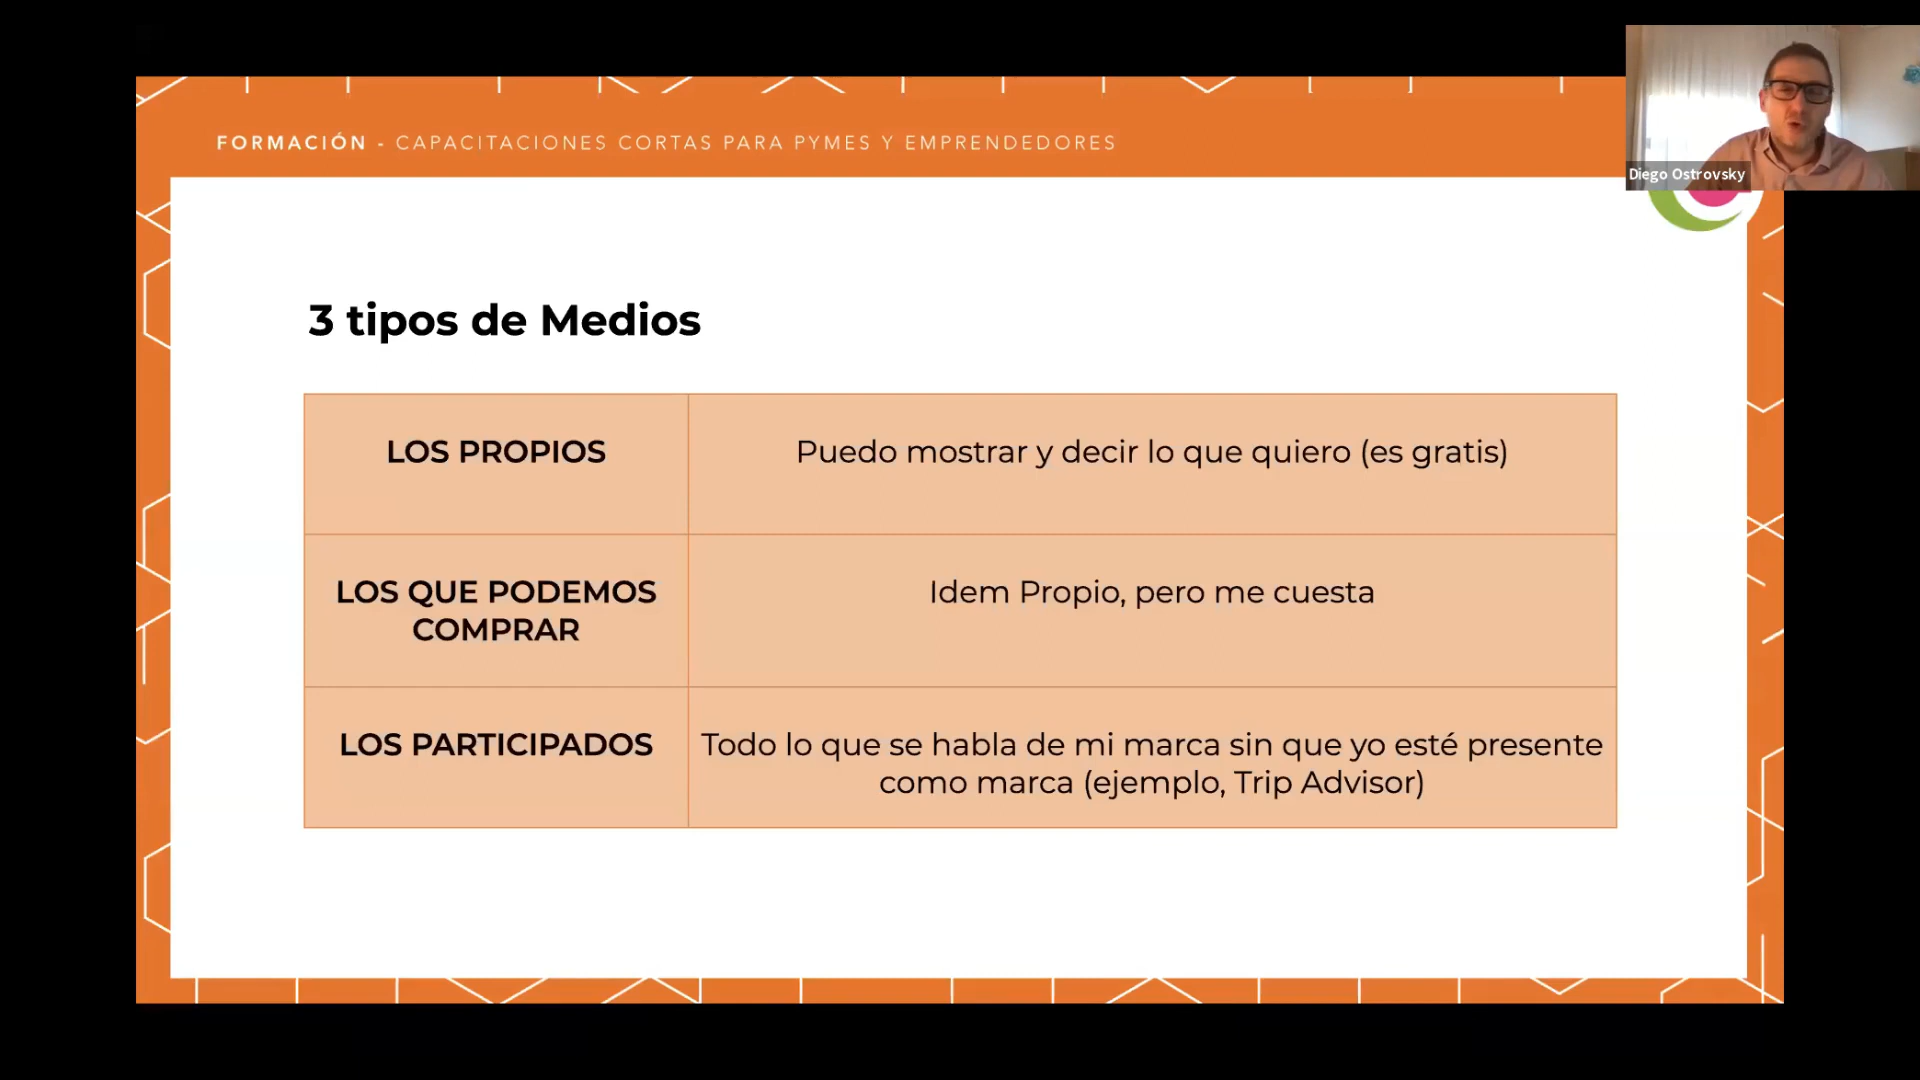 FORMACIÓN - CAPACITACIONES CORTAS PARA PYMES Y EMPRENDEDORES
Diego Ostrovsky
3 tipos de Medios
LOS PROPIOS
Puedo mostrar y decir lo que quiero (es gratis)
LOS QUE PODEMOS
COMPRAR
Idem Propio, pero me cuesta
LOS PARTICIPADOS
Todo lo que se habla de mi marca sin que yo esté presente
como marca (ejemplo, Trip Advisor)